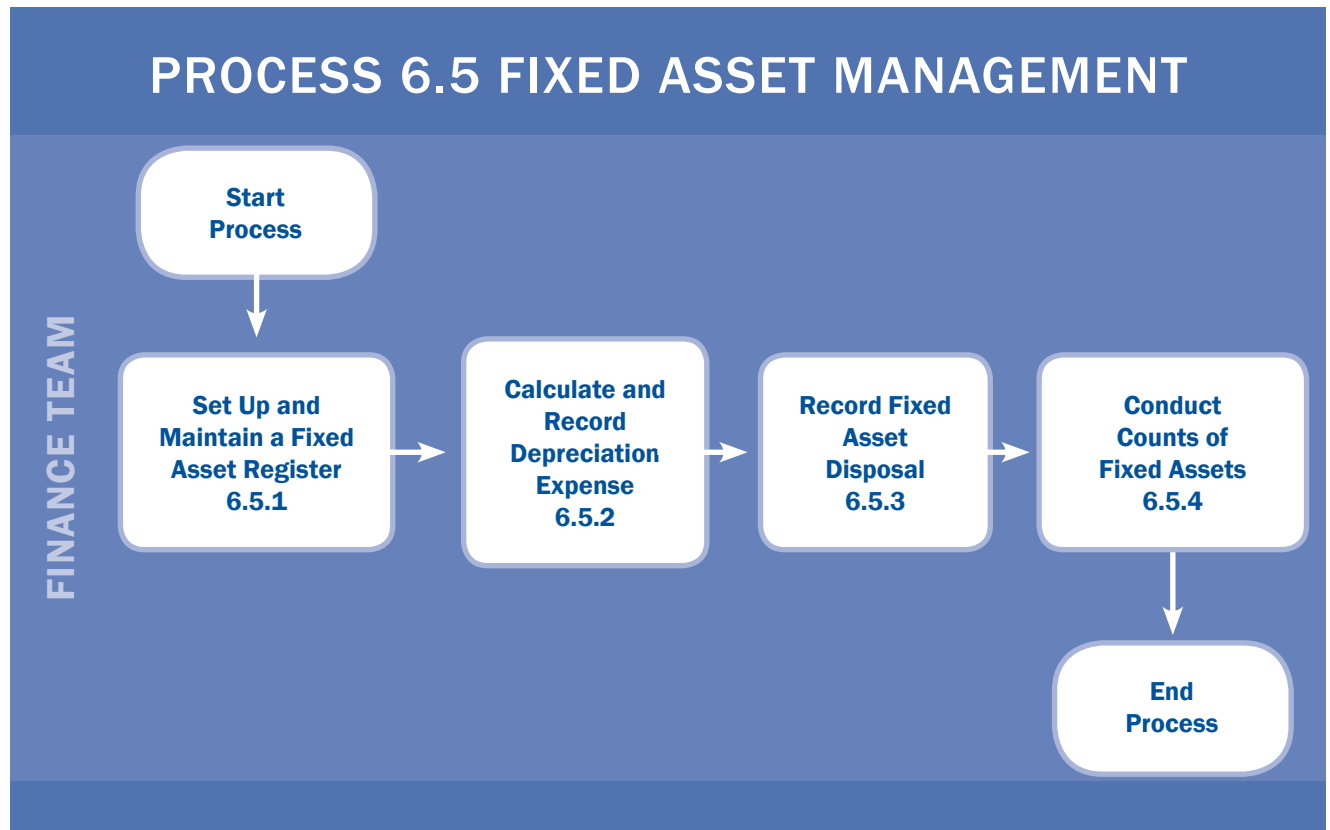 PROCESS 6.5 FIXED ASSET MANAGEMENT
FINANCE TEAM
Start
Process
Set Up and
Maintain a Fixed
Asset Register
6.5.1
Calculate and
Record
Depreciation
Expense
6.5.2
Record Fixed
Asset
Disposal
6.5.3
Conduct
Counts of
Fixed Assets
6.5.4
End
Process